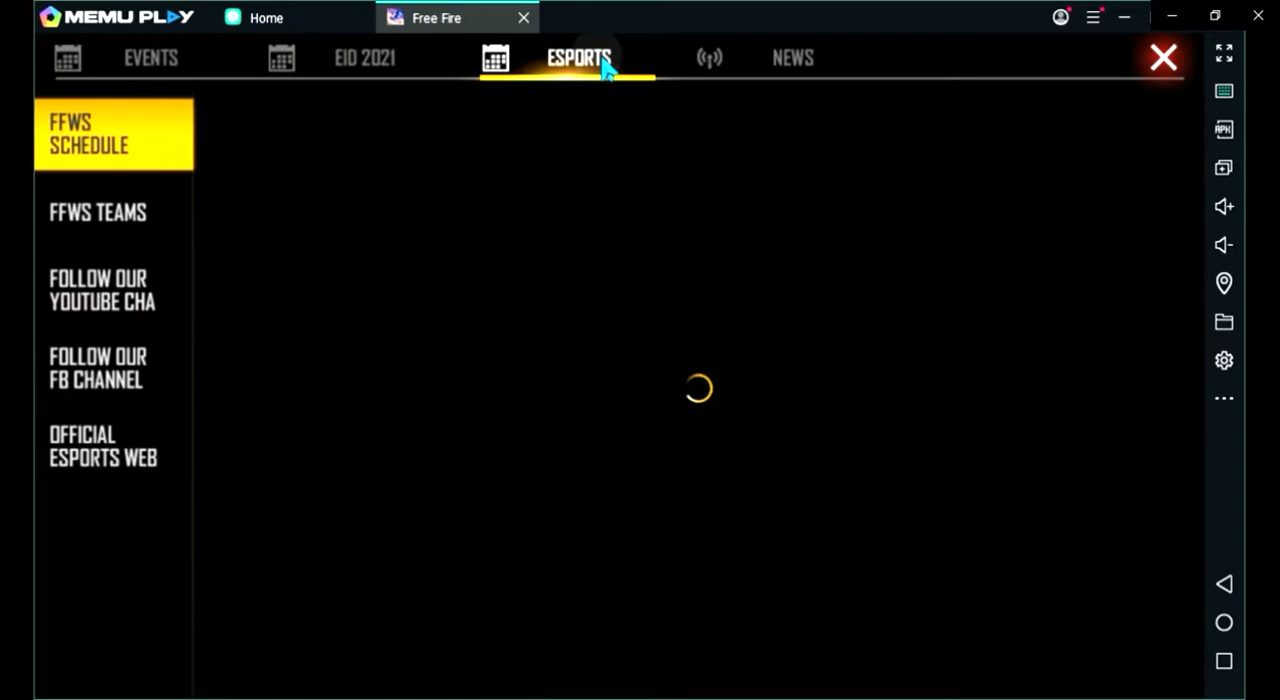 MEMU PLAY
Home
Free Fire
EVENTS
EID 2021
ESPORTS
NEWS
FFWS
SCHEDULE
FFWS TEAMS
FOLLOW OUR
YOUTUBE CHA
FOLLOW OUR
FB CHANNEL
OFFICIAL
ESPORTS WEB
APK